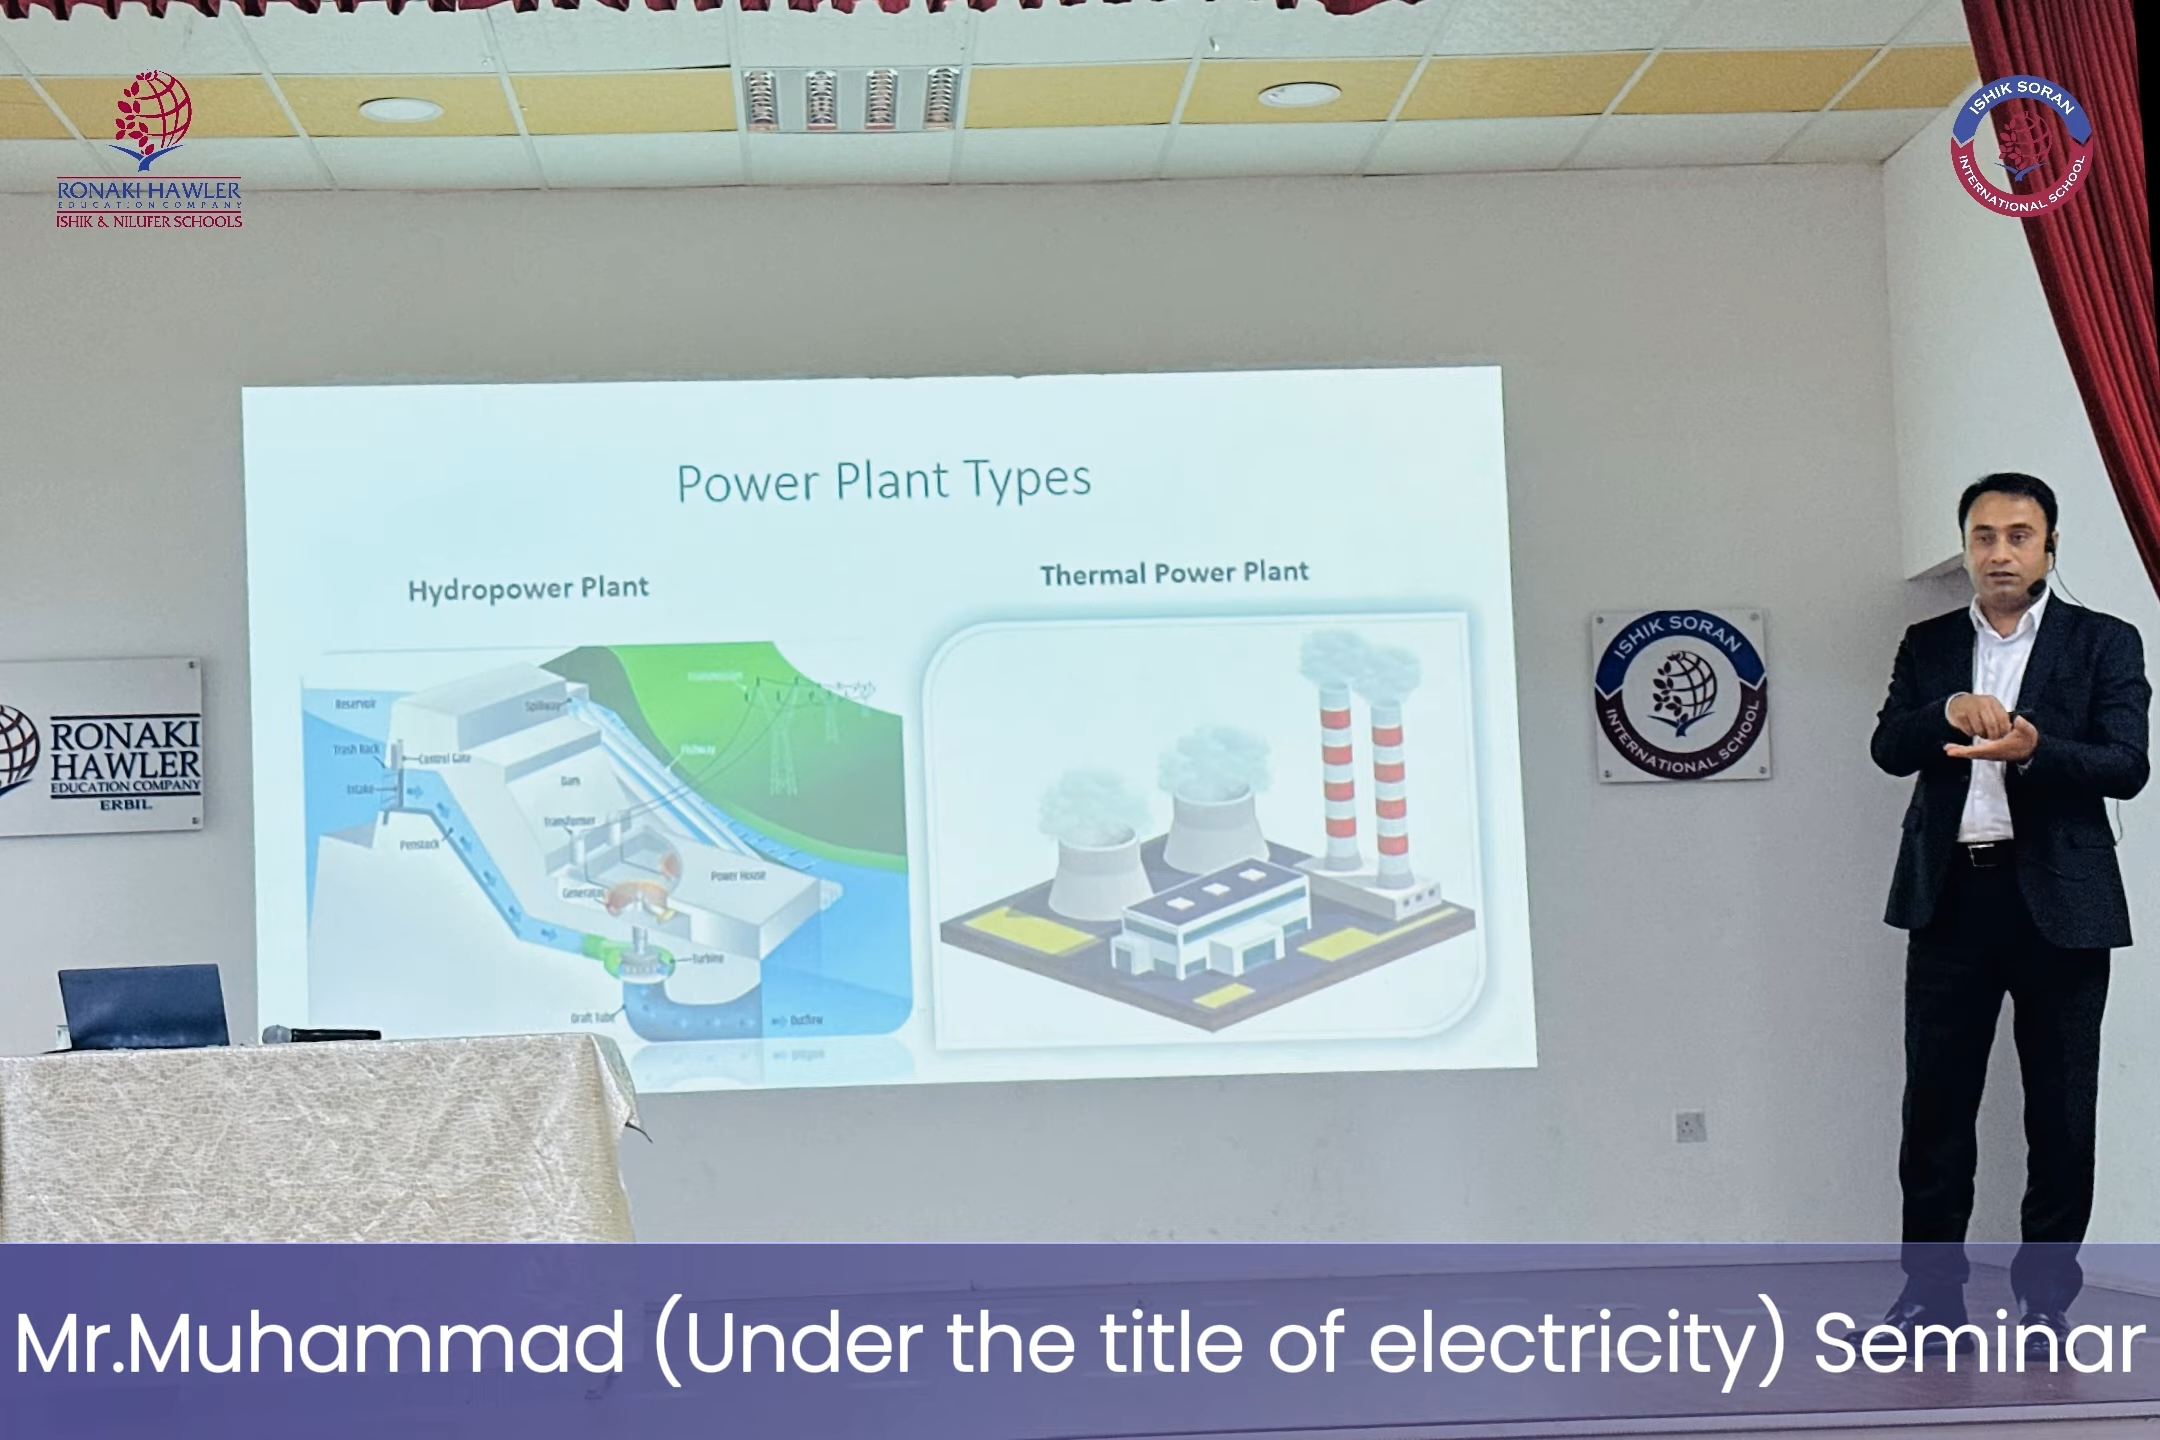 RONAKI HAWLER
EDUCATION COMPANY
ISHIK & NILUFER SCHOOLS
ISHIK SORAN
INTERNATIONAL SCHOOL
Power Plant Types
Hydropower Plant
Thermal Power Plant
Reservoir
Spillway
Trash Rack
Control Gate
Fishway
Intake
Dam
Transformer
Penstock
Power House
Generator
Turbine
Draft Tube
Outflow
RONAKI
HAWLER
EDUCATION COMPANY
ERBIL
ISHIK SORAN
INTERNATIONAL SCHOOL
Mr.Muhammad (Under the title of electricity) Seminar